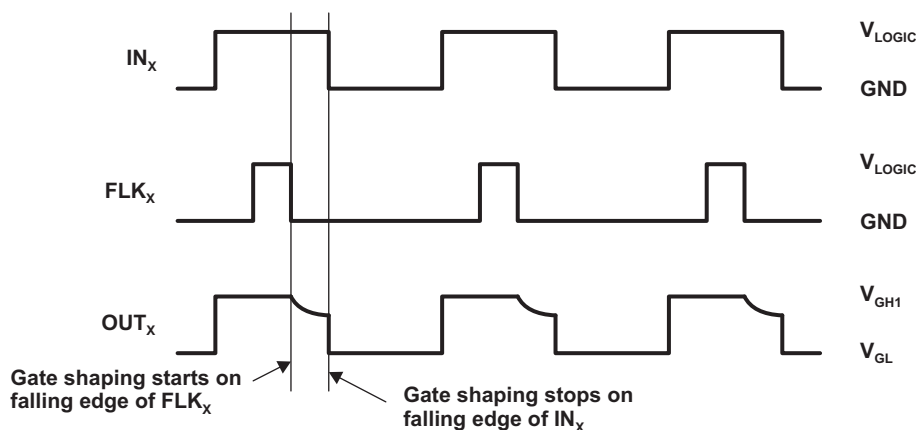 IN_X
V_LOGIC
GND
FLK_X
V_LOGIC
GND
OUT_X
V_GH1
V_GL
Gate shaping starts on
falling edge of FLK_X
Gate shaping stops on
falling edge of IN_X